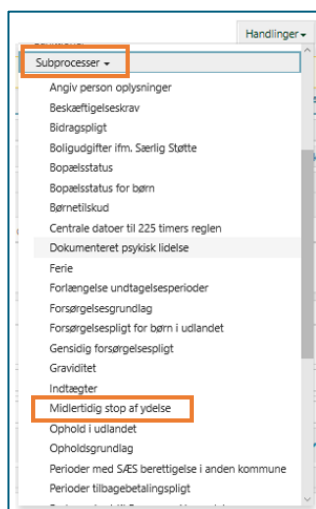 Handlinger
Subprocesser
Angiv person oplysninger
Beskæftigelseskrav
Bidragspligt
Boligudgifter ifm. Særlig Støtte
Bopælsstatus
Bopælsstatus for børn
Børnetilskud
Centrale datoer til 225 timers reglen
Dokumenteret psykisk lidelse
Ferie
Forlængelse undtagelsesperioder
Forsørgelsesgrundlag
Forsørgelsespligt for børn i udlandet
Gensidig forsørgelsespligt
Graviditet
Indtægter
Midlertidig stop af ydelse
Ophold i udlandet
Opholdsgrundlag
Perioder med SÆS berettigelse i anden kommune
Perioder tilbagebetalingspligt